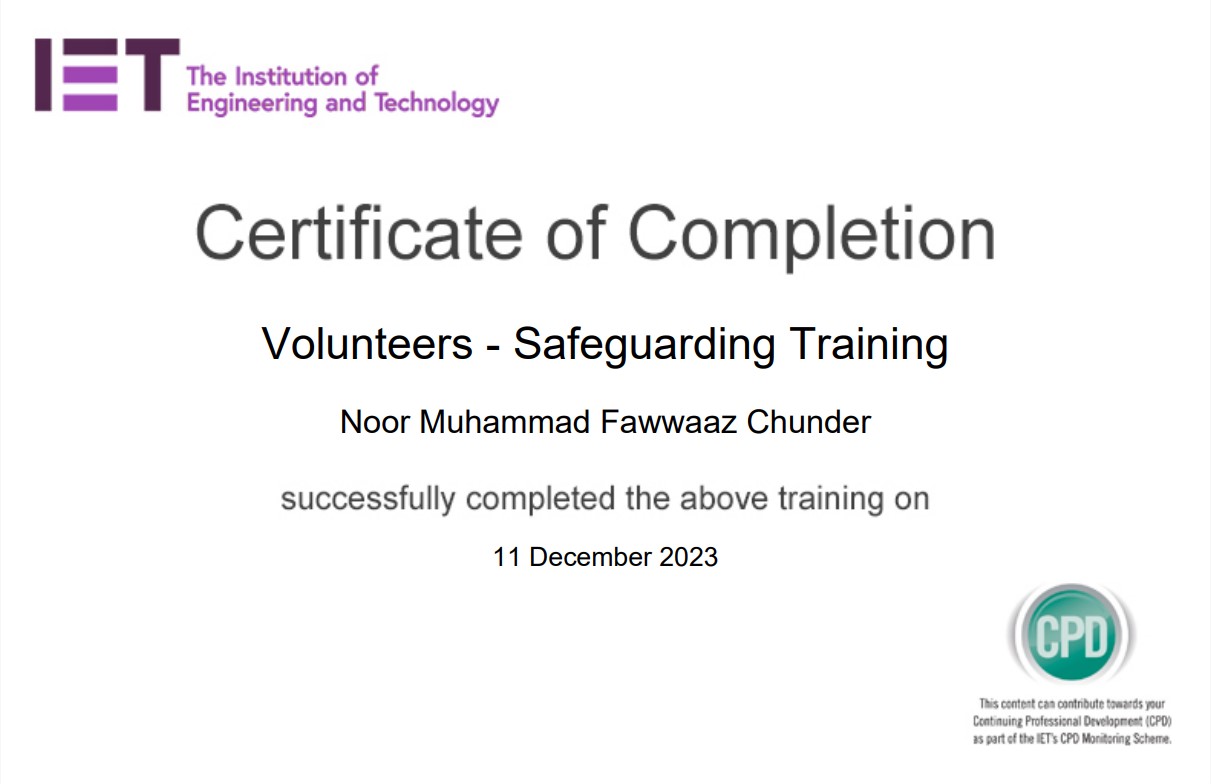 IET The Institution of
Engineering and Technology
Certificate of Completion
Volunteers - Safeguarding Training
Noor Muhammad Fawwaaz Chunder
successfully completed the above training on
11 December 2023
CPD
This content can contribute towards your
Continuing Professional Development (CPD)
as part of the IET's CPD Monitoring Scheme.